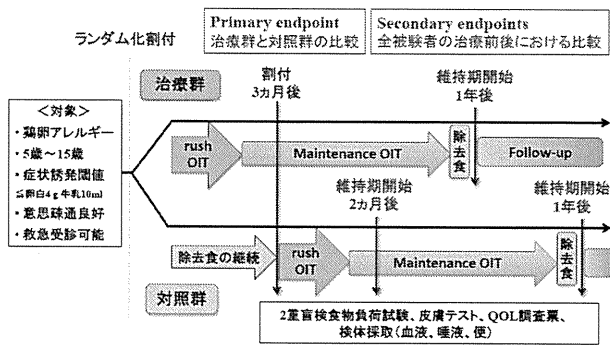 ランダム化割付
Primary endpoint
治療群と対照群の比較
Secondary endpoints
全被験者の治療前後における比較
治療群
割付
3ヵ月後
維持期開始
1年後
<対象>
・鶏卵アレルギー
・5歳~15歳
・症状誘発閾値
≦卵白4g 牛乳10ml
・意思疎通良好
・救急受診可能
rush
OIT
Maintenance OIT
除去食
Follow-up
維持期開始
2ヵ月後
維持期開始
1年後
除去食の継続
rush
OIT
Maintenance OIT
除去食
対照群
2重盲検食物負荷試験、皮膚テスト、QOL調査票、
検体採取(血液、唾液、便)